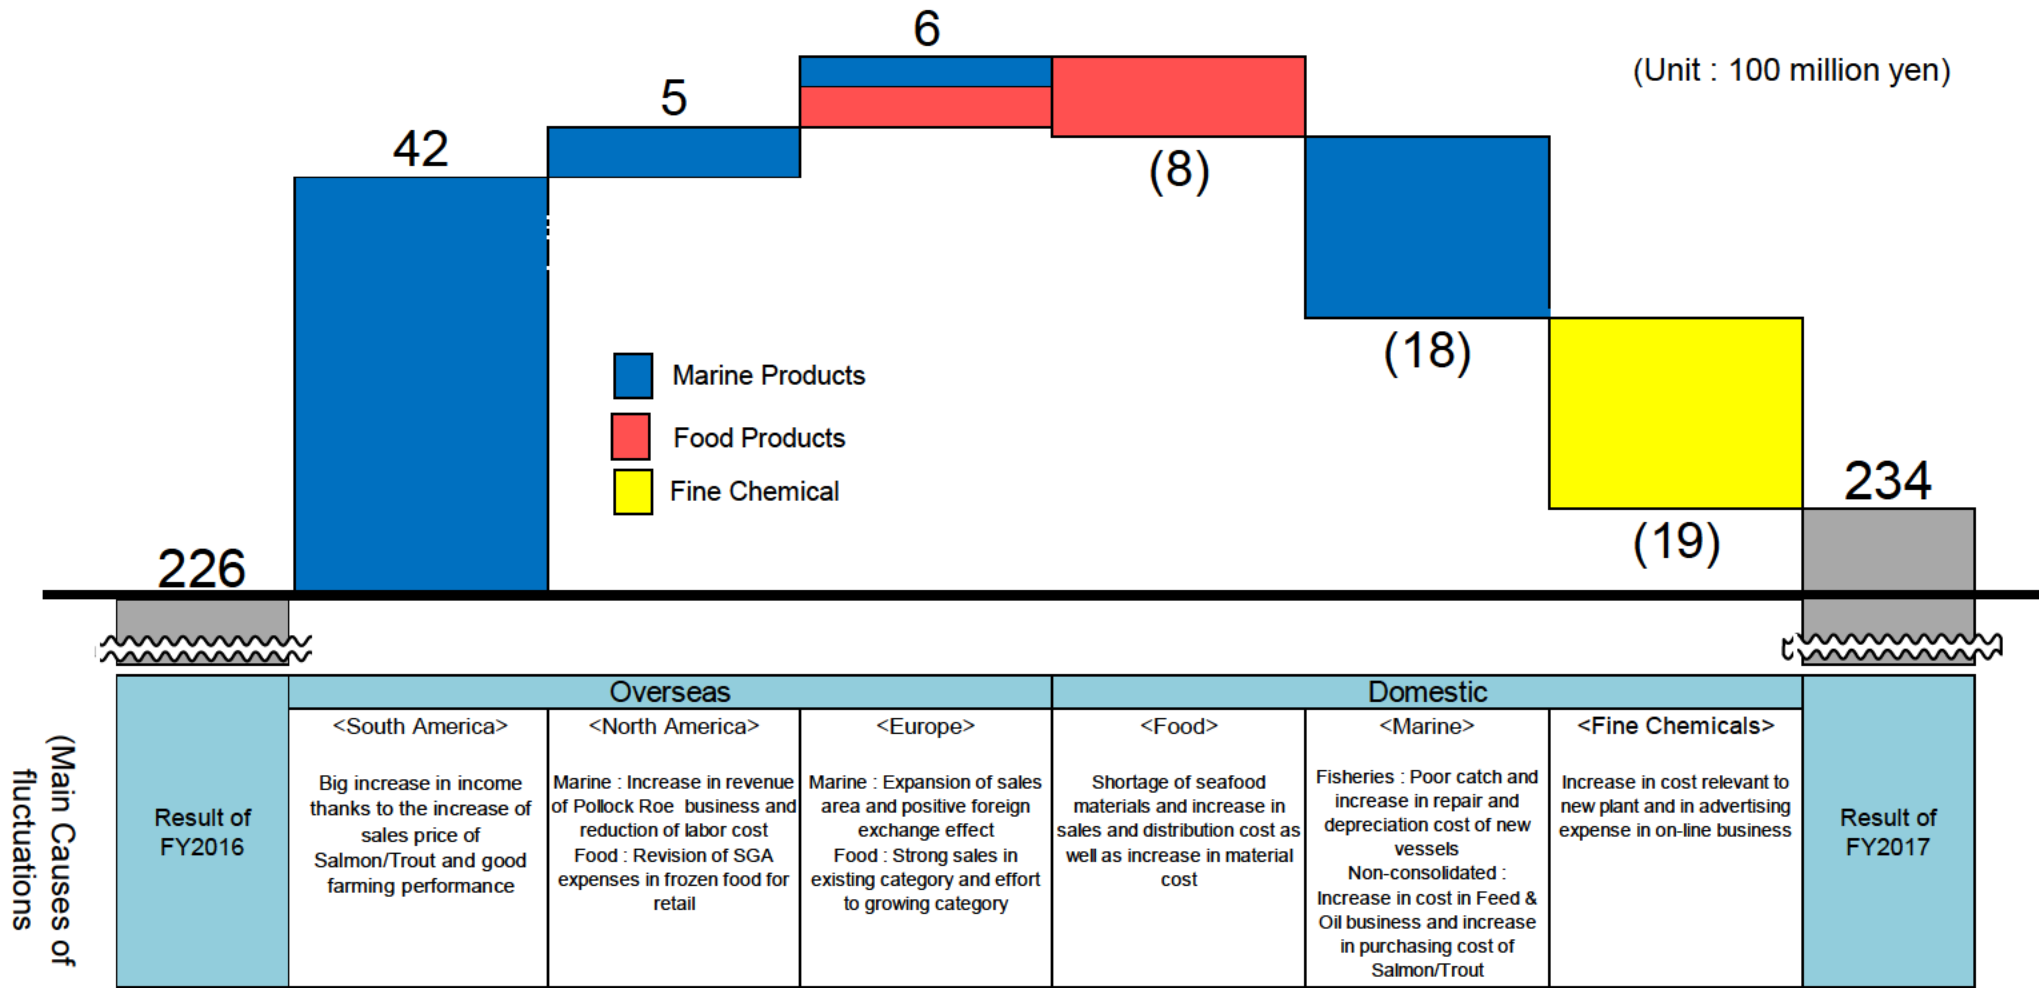 6
(Unit : 100 million yen)
5
42
(8)
(18)
Marine Products
Food Products
Fine Chemical
234
(19)
226
Overseas
Domestic
(Main Causes of
fluctuations
Result of
FY2016
<South America>
Big increase in income
thanks to the increase of
sales price of
Salmon/Trout and good
farming performance
<North America>
Marine : Increase in revenue
of Pollock Roe business and
reduction of labor cost
Food : Revision of SGA
expenses in frozen food for
retail
<Europe>
Marine : Expansion of sales
area and positive foreign
exchange effect
Food : Strong sales in
existing category and effort
to growing category
<Food>
Shortage of seafood
materials and increase in
sales and distribution cost as
well as increase in material
cost
<Marine>
Fisheries : Poor catch and
increase in repair and
depreciation cost of new
vessels
Non-consolidated :
Increase in cost in Feed &
Oil business and increase
in purchasing cost of
Salmon/Trout
<Fine Chemicals>
Increase in cost relevant to
new plant and in advertising
expense in on-line business
Result of
FY2017